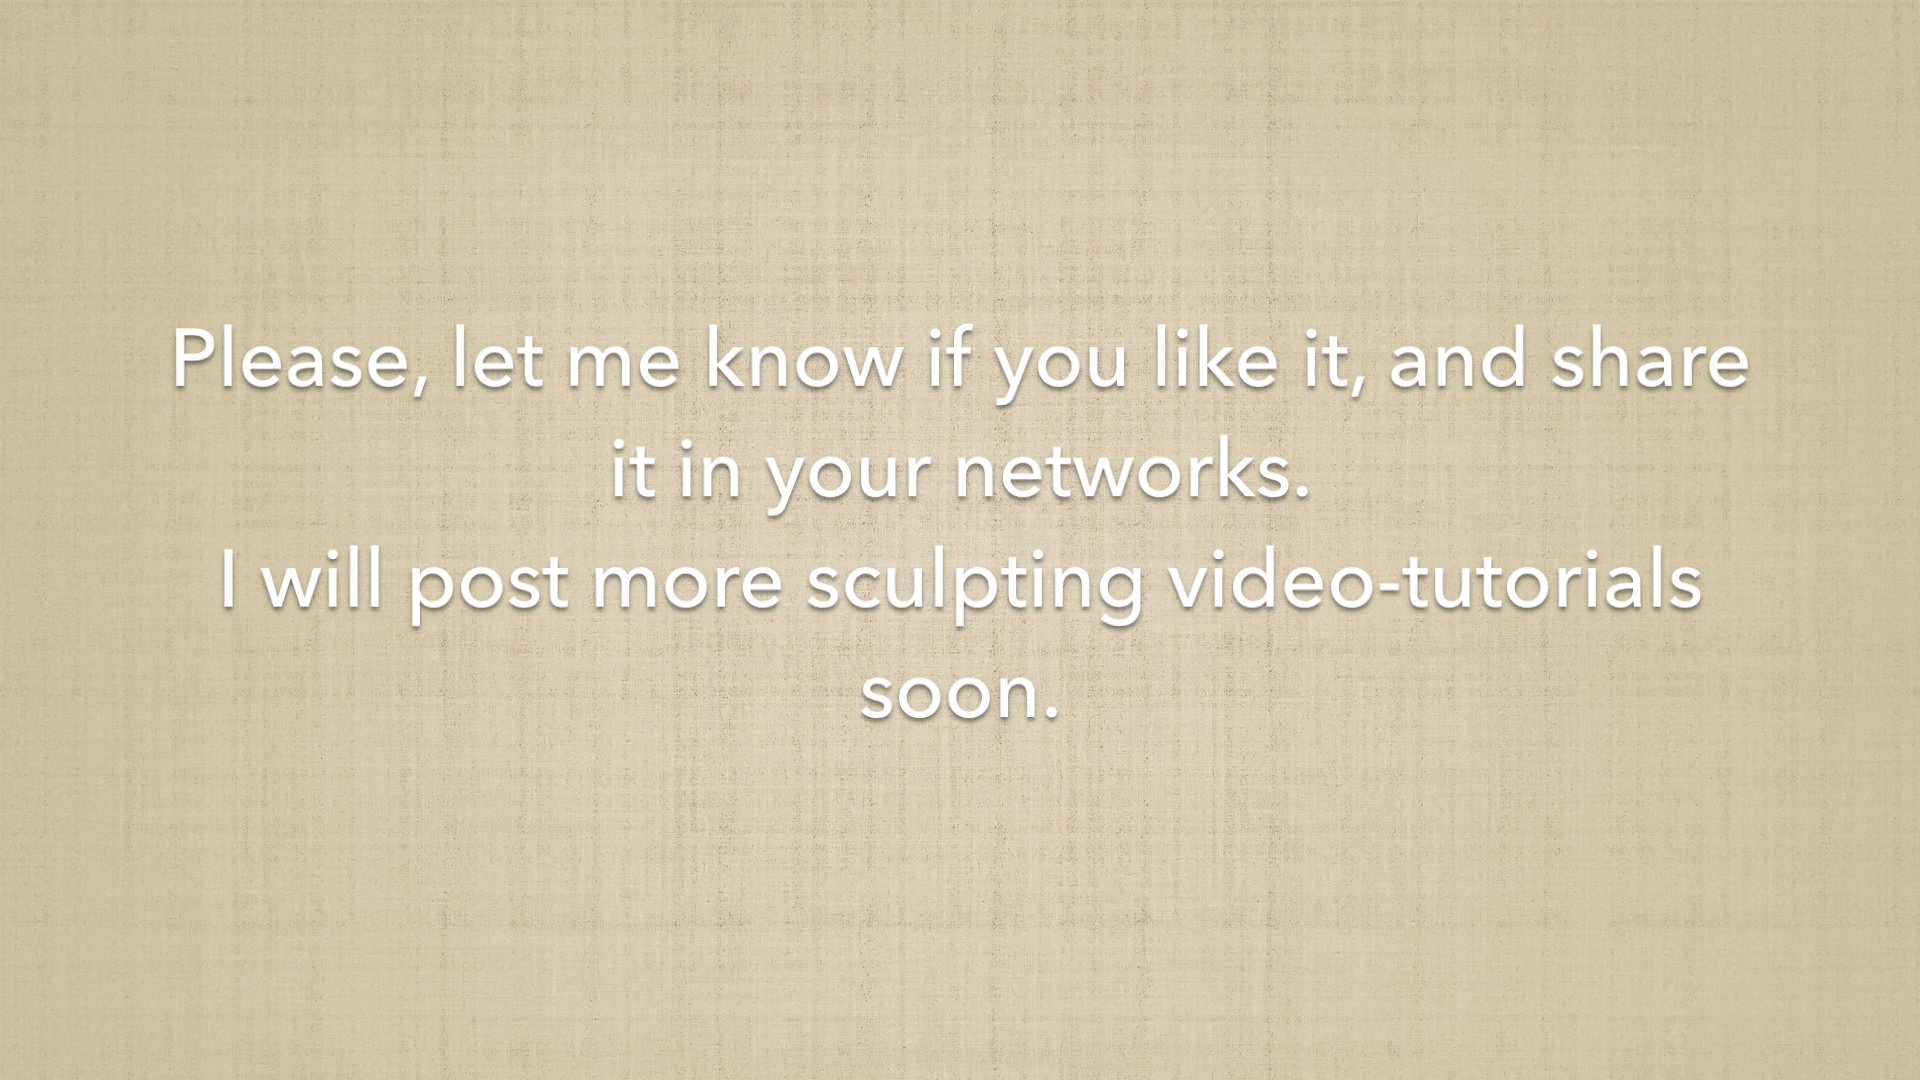 Please, let me know if you like it, and share
it in your networks.
I will post more sculpting video-tutorials
soon.